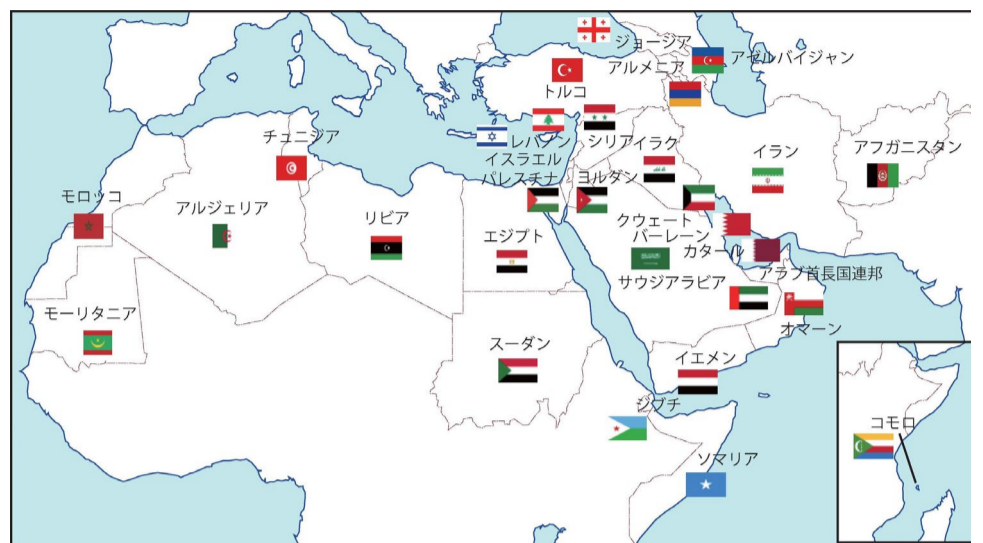 ジョージア
アルメニア
アゼルバイジャン
トルコ
チュニジア
レバノン
シリア
イラク
イスラエル
パレスチナ
ヨルダン
イラン
アフガニスタン
モロッコ
アルジェリア
リビア
エジプト
クウェート
バーレーン
カタール
サウジアラビア
アラブ首長国連邦
オマーン
モーリタニア
スーダン
イエメン
ジブチ
ソマリア
コモロ